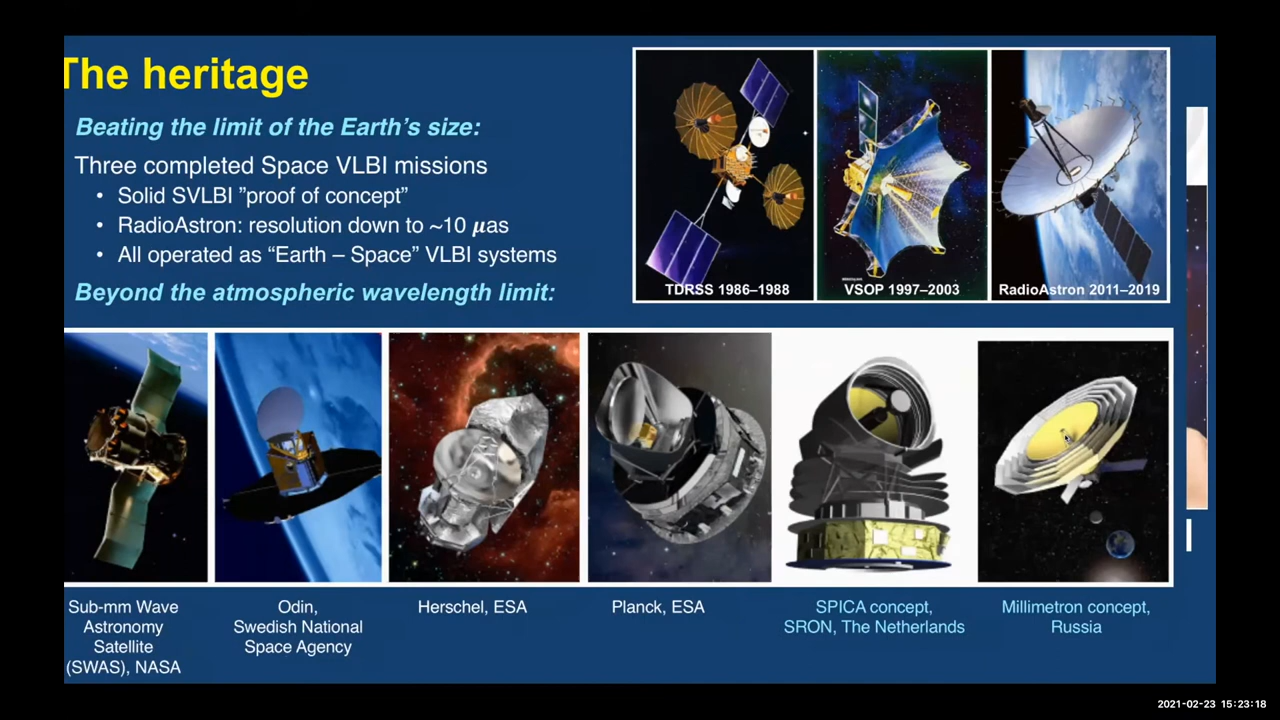 The heritage
Beating the limit of the Earth's size:
Three completed Space VLBI missions
• Solid SVLBI ”proof of concept”
• RadioAstron: resolution down to ~10 μas
• All operated as “Earth – Space” VLBI systems
Beyond the atmospheric wavelength limit:
TDRSS 1986–1988
VSOP 1997–2003
RadioAstron 2011–2019
Sub-mm Wave
Astronomy
Satellite
(SWAS), NASA
Odin,
Swedish National
Space Agency
Herschel, ESA
Planck, ESA
SPICA concept,
SRON, The Netherlands
Millimetron concept,
Russia
2021-02-23 15:23:18